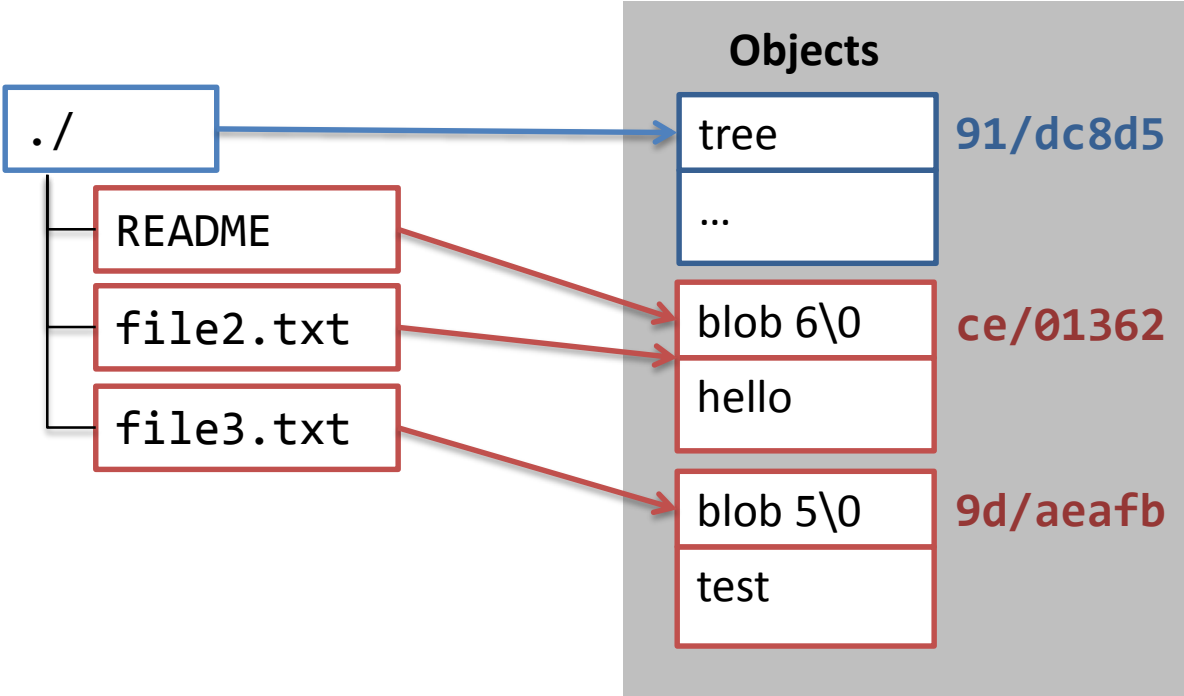 Objects
./
README
file2.txt
file3.txt
tree
…
91/dc8d5
blob 6\0
hello
ce/01362
blob 5\0
test
9d/aeafb